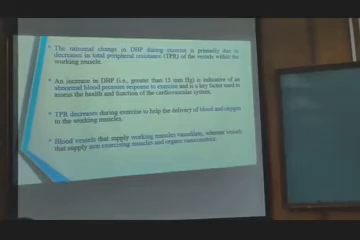 The minimal change in DBP during exercise is primarily due to
decreases in total peripheral resistance (TPR) of the vessels within the
working muscle.
An increase in DBP (i.e., greater than 15 mm Hg) is indicative of an
abnormal blood pressure response to exercise and is a key factor used to
assess the health and function of the cardiovascular system.
TPR decreases during exercise to help the delivery of blood and oxygen
to the working muscles.
Blood vessels that supply working muscles vasodilate, whereas vessels
that supply non exercising muscles and organs vasoconstrict.